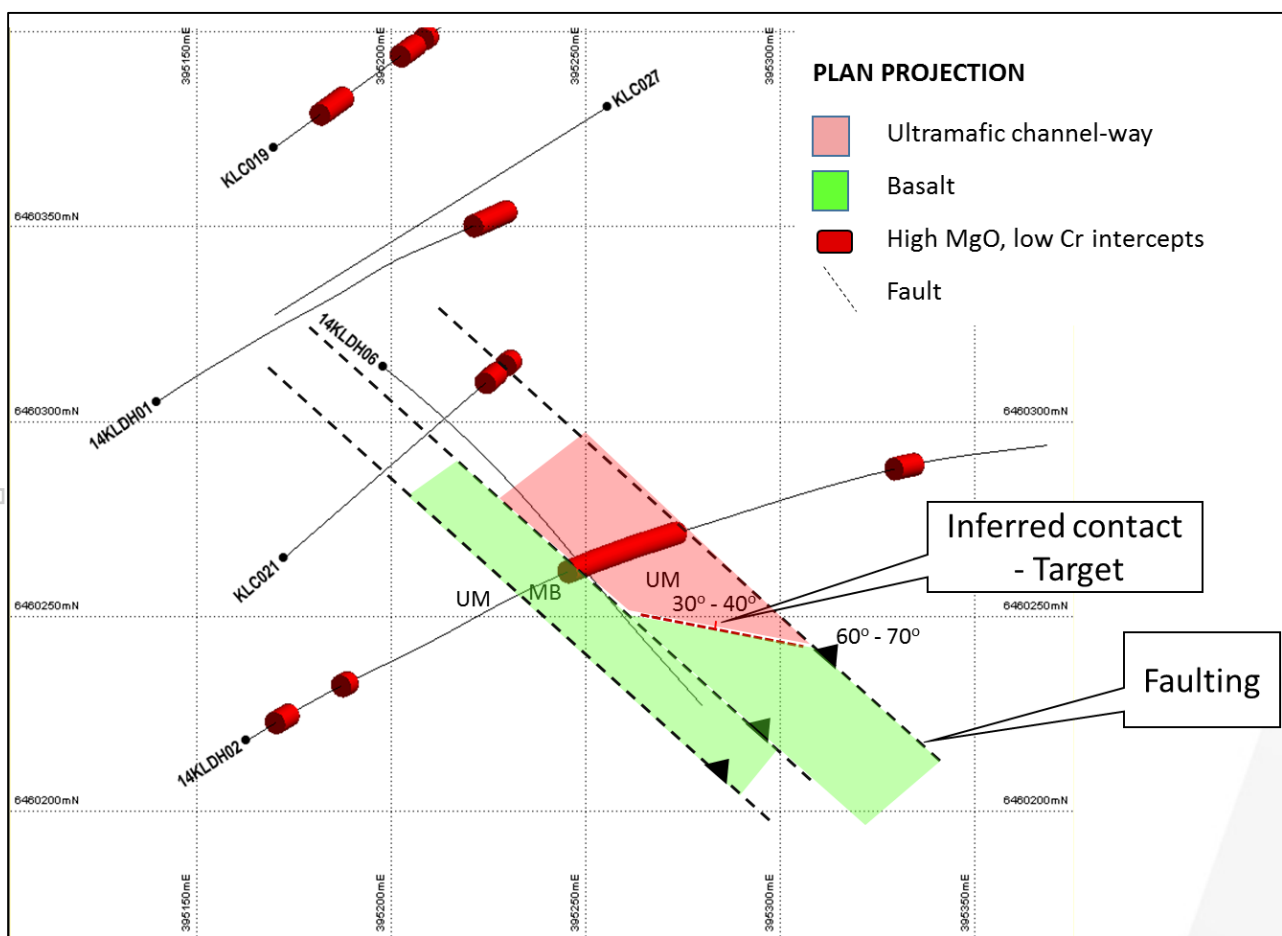 395150mE
395200mE
395250mE
395300mE
PLAN PROJECTION
Ultramafic channel-way
Basalt
High MgO, low Cr intercepts
Fault
KLC027
KLC019
6460350mN
14KLDH06
14KLDH01
6460300mN
6460300mN
KLC021
Inferred contact
- Target
UM
MB
UM
30° - 40°
6460250mN
6460250mN
60° - 70°
Faulting
14KLDH02
6460200mN
6460200mN
395150mE
395200mE
395250mE
395300mE
395350mE